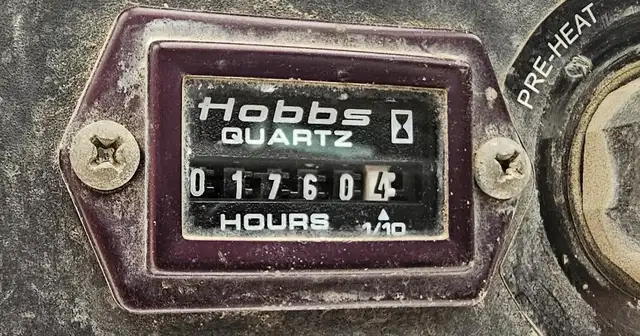 Hobbs
QUARTZ
0 1 7 6 0 4
HOURS 1/10
PRE-HEAT